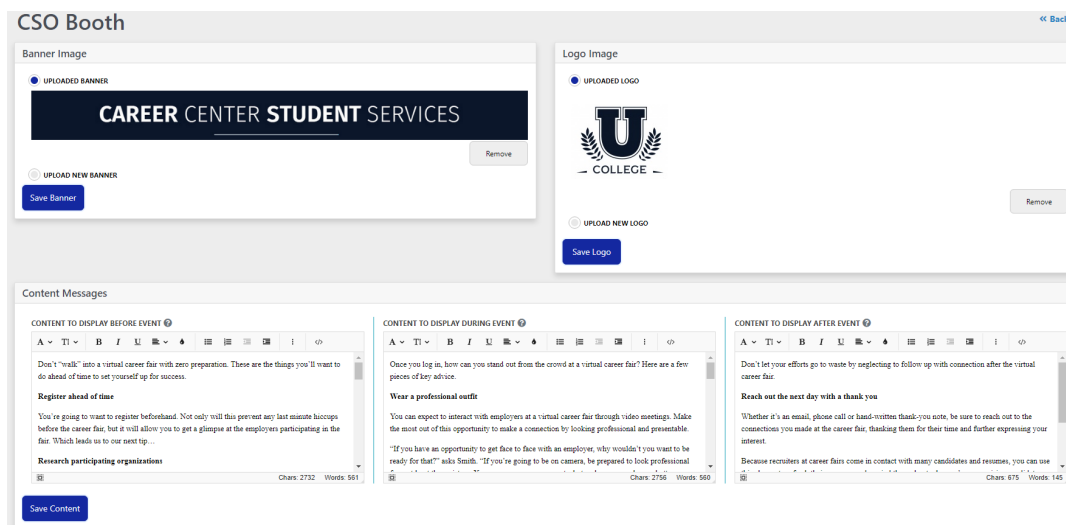 CSO Booth
« Back
Banner Image
UPLOADED BANNER
CAREER CENTER STUDENT SERVICES
Remove
UPLOAD NEW BANNER
Save Banner
Logo Image
UPLOADED LOGO
U
COLLEGE
Remove
UPLOAD NEW LOGO
Save Logo
Content Messages
CONTENT TO DISPLAY BEFORE EVENT
Don't “walk” into a virtual career fair with zero preparation. These are the things you'll want to
do ahead of time to set yourself up for success.
Register ahead of time
You're going to want to register beforehand. Not only will this prevent any last minute hiccups
before the career fair, but it will allow you to get a glimpse at the employers participating in the
fair. Which leads us to our next tip…
Research participating organizations
Chars: 2732 Words: 561
CONTENT TO DISPLAY DURING EVENT
Once you log in, how can you stand out from the crowd at a virtual career fair? Here are a few
pieces of key advice.
Wear a professional outfit
You can expect to interact with employers at a virtual career fair through video meetings. Make
the most out of this opportunity to make a connection by looking professional and presentable.
“If you have an opportunity to get face to face with an employer, why wouldn't you want to be
ready for that?” asks Smith. “If you're going to be on camera, be prepared to look professional
Chars: 2756 Words: 560
CONTENT TO DISPLAY AFTER EVENT
Don't let your efforts go to waste by neglecting to follow up with connection after the virtual
career fair.
Reach out the next day with a thank you
Whether it's an email, phone call or hand-written thank-you note, be sure to reach out to the
connections you made at the career fair, thanking them for their time and further expressing your
interest.
Because recruiters at career fairs come in contact with many candidates and resumes, you can use
Chars: 675 Words: 145
Save Content